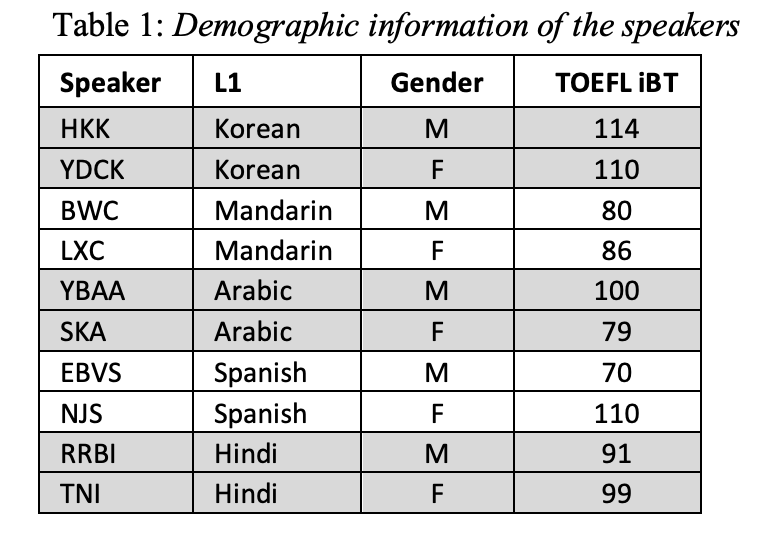 Table 1: Demographic information of the speakers
Speaker L1 Gender TOEFL iBT
HKK Korean M 114
YDCK Korean F 110
BWC Mandarin M 80
LXC Mandarin F 86
YBAA Arabic M 100
SKA Arabic F 79
EBVS Spanish M 70
NJS Spanish F 110
RRBI Hindi M 91
TNI Hindi F 99